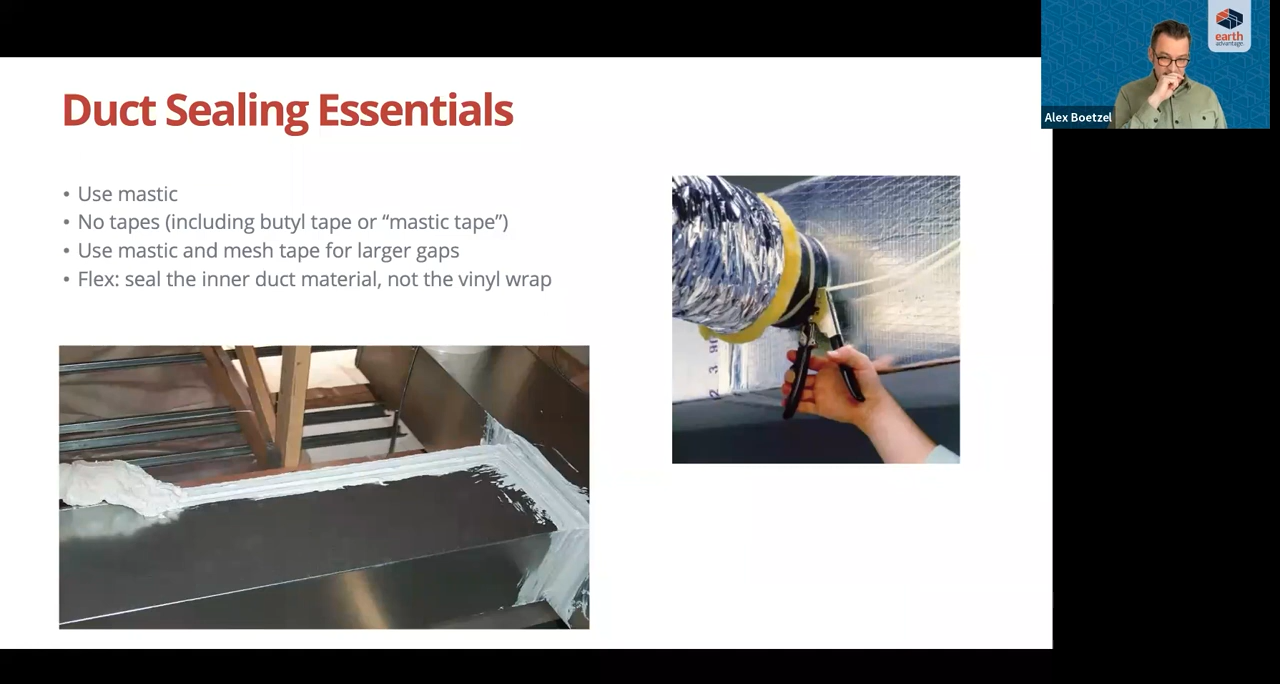 earth
advantage.
Alex Boetzel
Duct Sealing Essentials
• Use mastic
• No tapes (including butyl tape or “mastic tape”)
• Use mastic and mesh tape for larger gaps
• Flex: seal the inner duct material, not the vinyl wrap